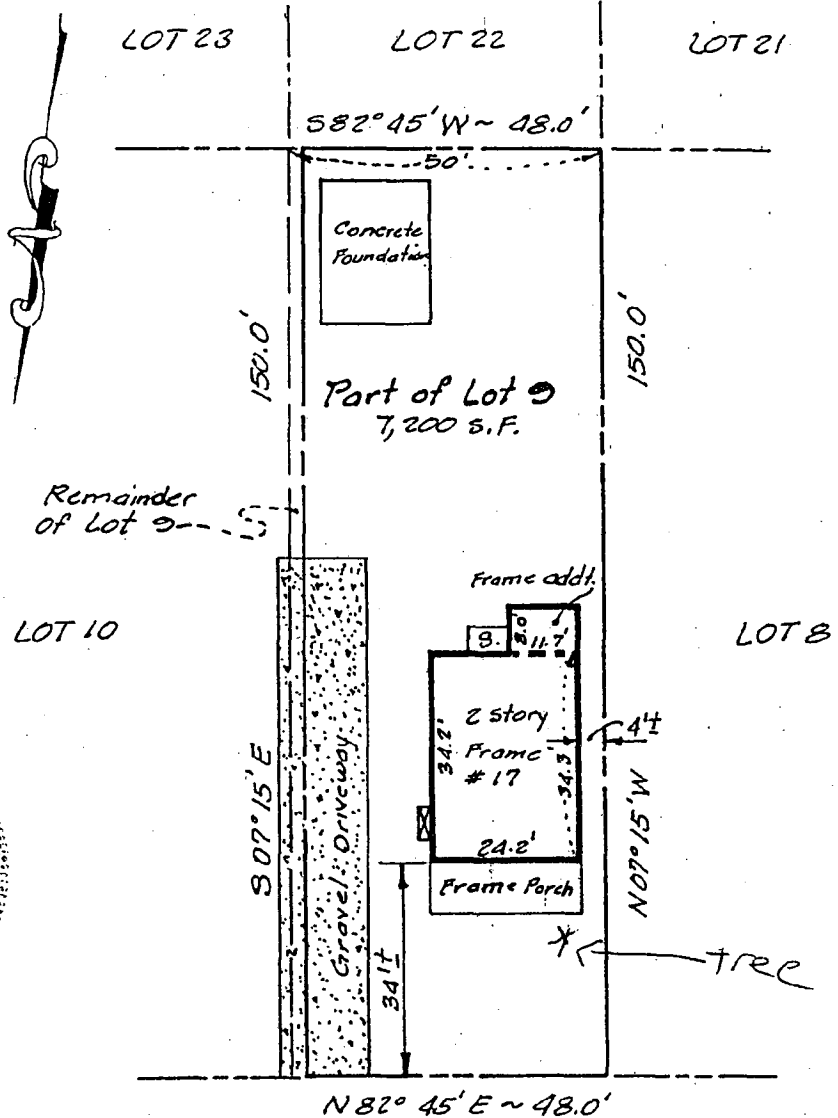 LOT 23
LOT 22
LOT 21
S82°45'W ~ 48.0'
50'
Concrete
Foundation
150.0'
150.0'
Part of Lot 9
7,200 S.F.
Remainder
of Lot 9
Frame addt.
LOT 10
S.
8.0'
11.7'
LOT 8
2 story
Frame
#17
4'±
34.2'
34.3'
S07°15'E
Gravel Driveway
N07°15'W
24.2'
Frame Porch
34'±
tree
N82°45'E ~ 48.0'